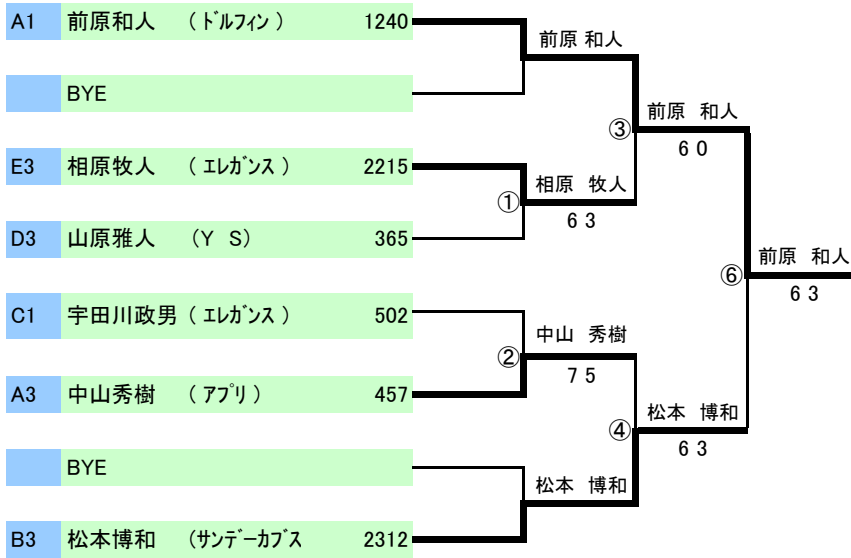 A1 前原和人 （ﾄﾞﾙﾌｨﾝ） 1240
前原 和人
BYE
前原 和人
③
6 0
E3 相原牧人 （ｴﾚｶﾞﾝｽ） 2215
相原 牧人
①
6 3
D3 山原雅人 （Y S） 365
前原 和人
⑥
6 3
C1 宇田川政男（ｴﾚｶﾞﾝｽ） 502
中山 秀樹
②
7 5
A3 中山秀樹 （ｱﾌﾟﾘ） 457
松本 博和
④
6 3
BYE
松本 博和
B3 松本博和 （ｻﾝﾃﾞｰｶﾌﾞｽ 2312